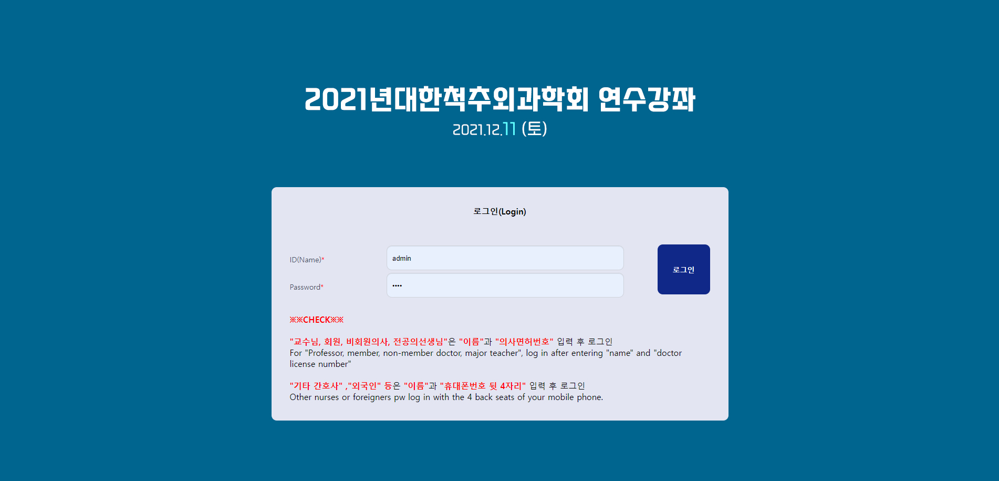 2021년대한척추외과학회 연수강좌
2021.12.11 (토)
로그인(Login)
ID(Name)*
admin
로그인
Password*
••••
※※CHECK※※
"교수님, 회원, 비회원의사, 전공의선생님"은 "이름"과 "의사면허번호" 입력 후 로그인
For "Professor, member, non-member doctor, major teacher", log in after entering "name" and "doctor
license number"
"기타 간호사" ,"외국인" 등은 "이름"과 "휴대폰번호 뒷 4자리" 입력 후 로그인
Other nurses or foreigners pw log in with the 4 back seats of your mobile phone.